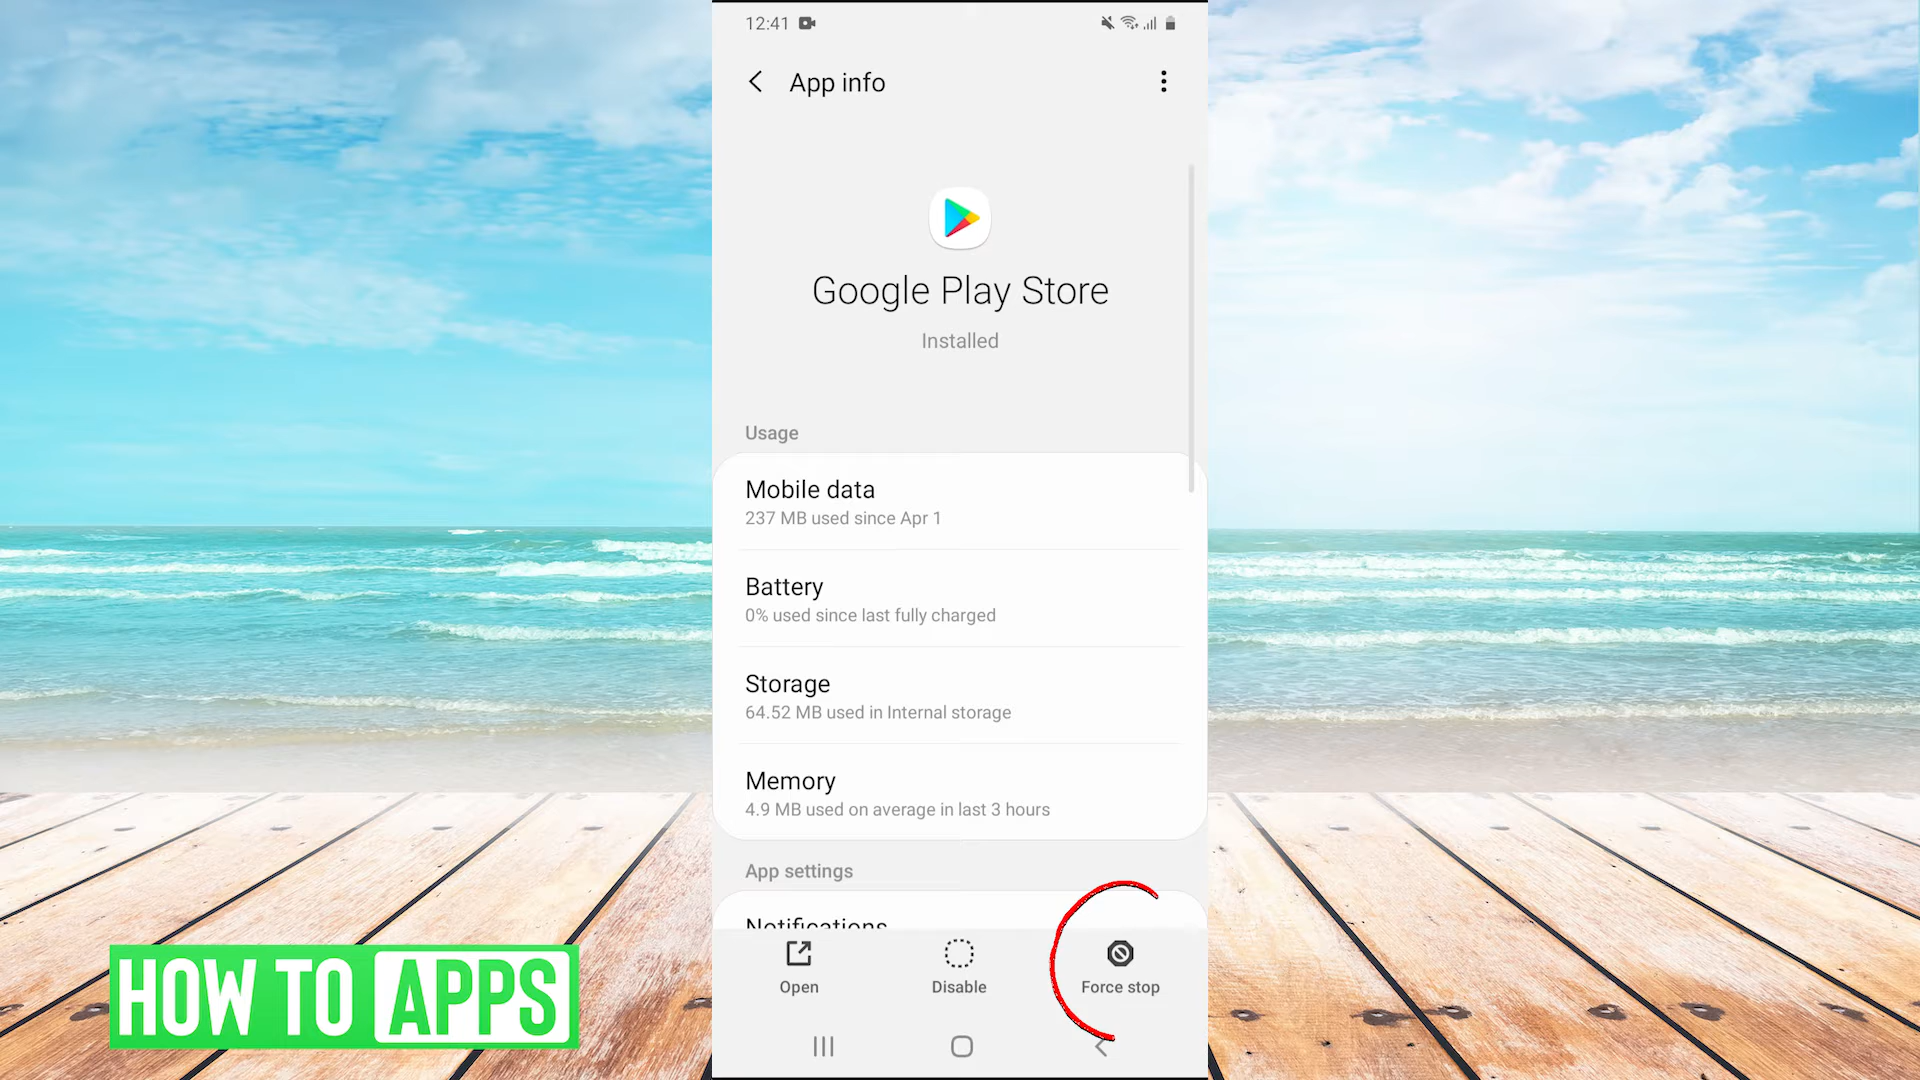 12:41
App info
Google Play Store
Installed
Usage
Mobile data
237 MB used since Apr 1
Battery
0% used since last fully charged
Storage
64.52 MB used in Internal storage
Memory
4.9 MB used on average in last 3 hours
App settings
Notifications
Open
Disable
Force stop
HOW TO APPS